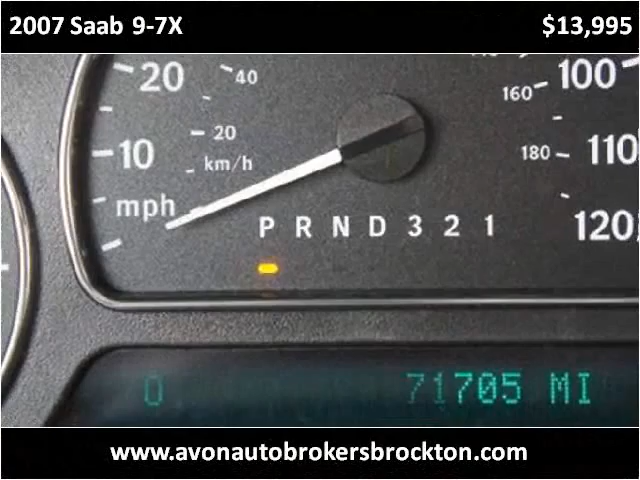 2007 Saab 9-7X $13,995
20 40 100
160
20
10 km/h 180 110
mph
P R N D 3 2 1 120
0 71705 MI
www.avonautobrokersbrockton.com